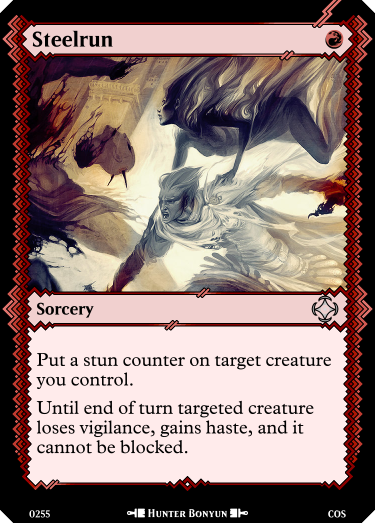 Steelrun
Sorcery
Put a stun counter on target creature
you control.
Until end of turn targeted creature
loses vigilance, gains haste, and it
cannot be blocked.
0255
Hunter Bonyun
COS